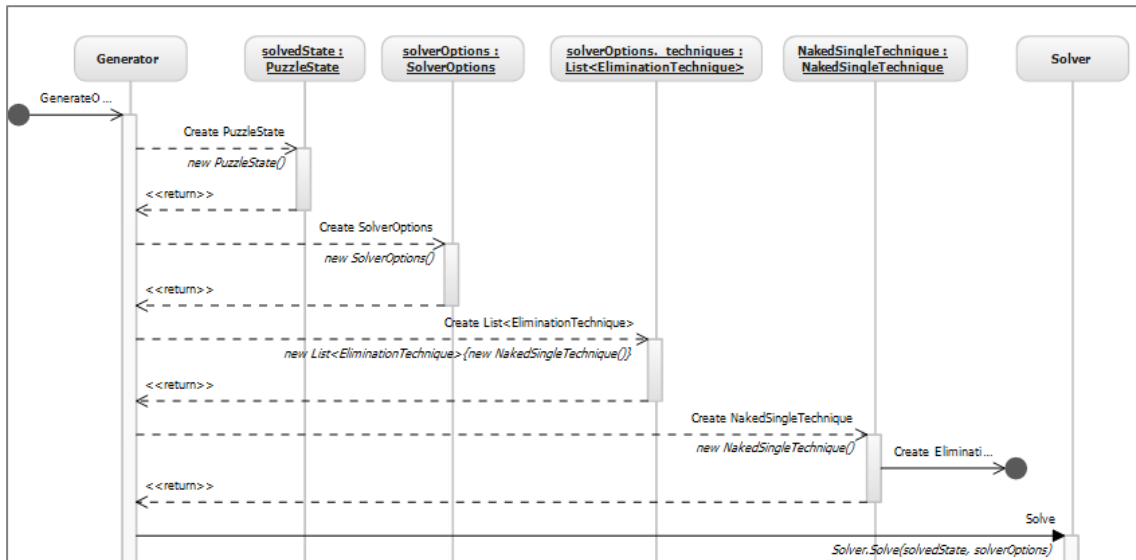 Generator
solvedState :
PuzzleState
solverOptions :
SolverOptions
solverOptions._techniques :
List<EliminationTechnique>
NakedSingleTechnique :
NakedSingleTechnique
Solver
GenerateO ...
Create PuzzleState
new PuzzleState()
<<return>>
Create SolverOptions
new SolverOptions()
<<return>>
Create List<EliminationTechnique>
new List<EliminationTechnique>{new NakedSingleTechnique()}
<<return>>
Create NakedSingleTechnique
new NakedSingleTechnique()
Create Eliminati...
<<return>>
Solve
Solver.Solve(solvedState, solverOptions)